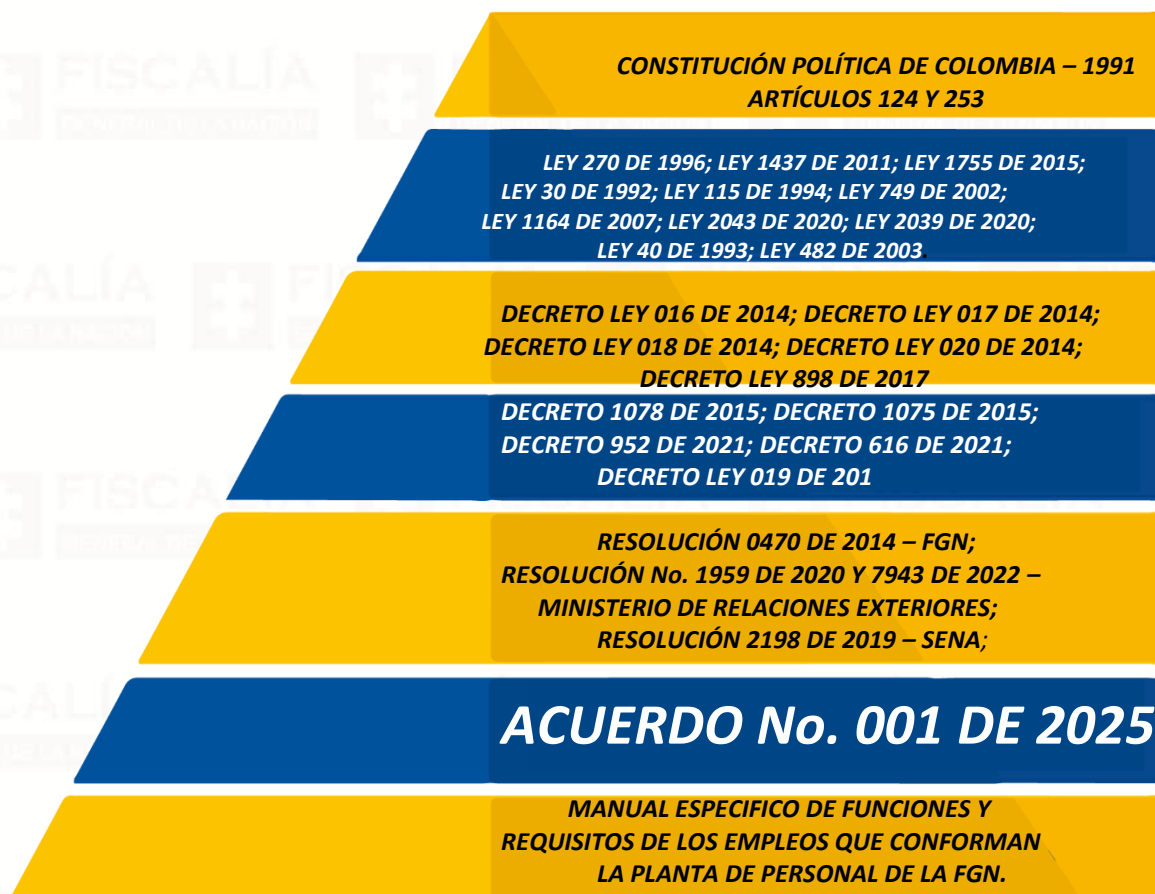 CONSTITUCIÓN POLÍTICA DE COLOMBIA – 1991
ARTÍCULOS 124 Y 253
LEY 270 DE 1996; LEY 1437 DE 2011; LEY 1755 DE 2015;
LEY 30 DE 1992; LEY 115 DE 1994; LEY 749 DE 2002;
LEY 1164 DE 2007; LEY 2043 DE 2020; LEY 2039 DE 2020;
LEY 40 DE 1993; LEY 482 DE 2003.
DECRETO LEY 016 DE 2014; DECRETO LEY 017 DE 2014;
DECRETO LEY 018 DE 2014; DECRETO LEY 020 DE 2014;
DECRETO LEY 898 DE 2017
DECRETO 1078 DE 2015; DECRETO 1075 DE 2015;
DECRETO 952 DE 2021; DECRETO 616 DE 2021;
DECRETO LEY 019 DE 201
RESOLUCIÓN 0470 DE 2014 – FGN;
RESOLUCIÓN No. 1959 DE 2020 Y 7943 DE 2022 –
MINISTERIO DE RELACIONES EXTERIORES;
RESOLUCIÓN 2198 DE 2019 – SENA;
ACUERDO No. 001 DE 2025
MANUAL ESPECIFICO DE FUNCIONES Y
REQUISITOS DE LOS EMPLEOS QUE CONFORMAN
LA PLANTA DE PERSONAL DE LA FGN.
FISCALÍA